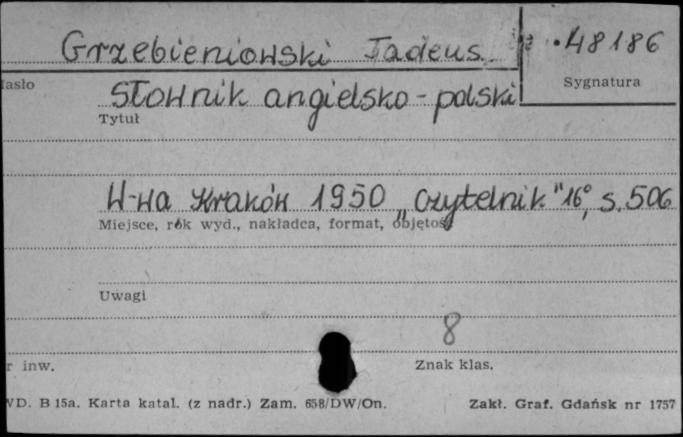 Grzebieniowski Tadeusz 48186
Hasło Sygnatura
Słownik angielsko-polski
Tytuł
W-wa Kraków 1950 „Czytelnik" 16°, s. 506
Miejsce, rok wyd., nakładca, format, objętość
Uwagi
8
r inw. Znak klas.
WD. B 15a. Karta katal. (z nadr.) Zam. 658/DW/On. Zakł. Graf. Gdańsk nr 1757